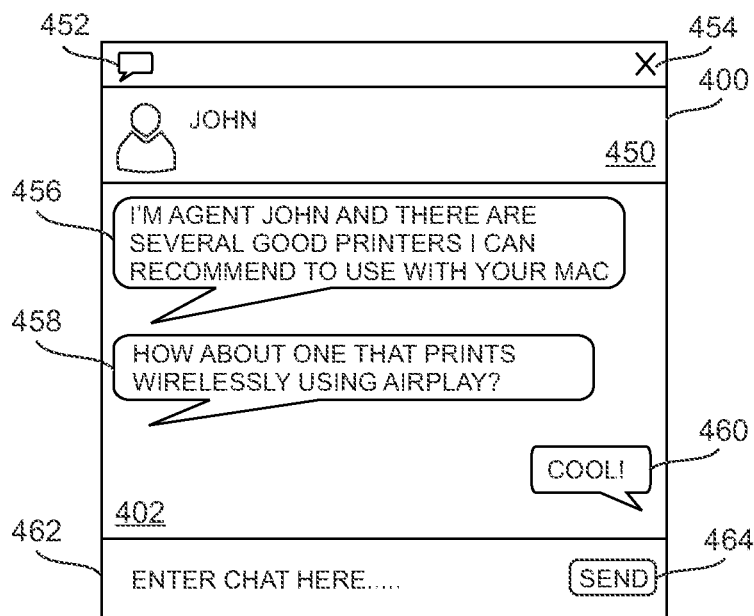 452
454
400
JOHN
450
456
I'M AGENT JOHN AND THERE ARE
SEVERAL GOOD PRINTERS I CAN
RECOMMEND TO USE WITH YOUR MAC
458
HOW ABOUT ONE THAT PRINTS
WIRELESSLY USING AIRPLAY?
460
COOL!
402
462
464
ENTER CHAT HERE.....
SEND